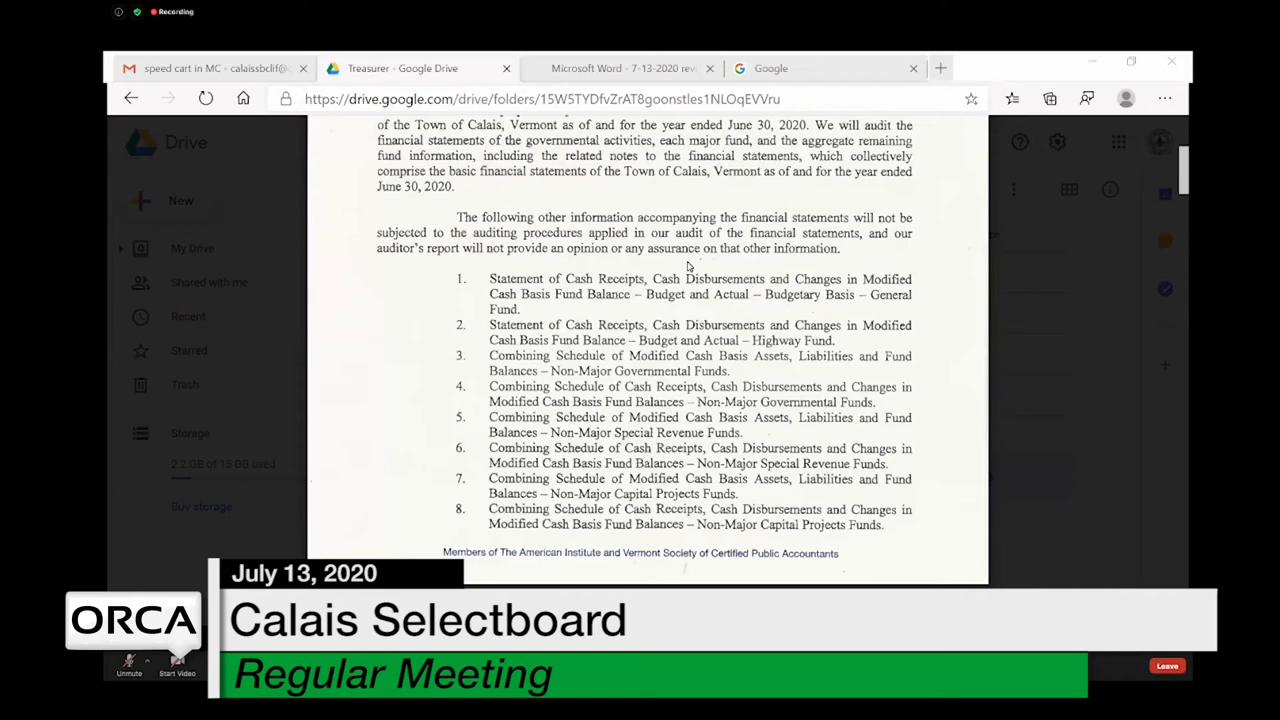 Recording
speed cart in MC - calaissbclif@
Treasurer - Google Drive
Microsoft Word - 7-13-2020 revi
Google
https://drive.google.com/drive/folders/15W5TYDfvZrAT8goonstles1NLOqEVVru
Drive
New
My Drive
Shared with me
Recent
Starred
Trash
Storage
2.2 GB of 15 GB used
Buy storage
of the Town of Calais, Vermont as of and for the year ended June 30, 2020. We will audit the
financial statements of the governmental activities, each major fund, and the aggregate remaining
fund information, including the related notes to the financial statements, which collectively
comprise the basic financial statements of the Town of Calais, Vermont as of and for the year ended
June 30, 2020.
The following other information accompanying the financial statements will not be
subjected to the auditing procedures applied in our audit of the financial statements, and our
auditor's report will not provide an opinion or any assurance on that other information.
1. Statement of Cash Receipts, Cash Disbursements and Changes in Modified
Cash Basis Fund Balance – Budget and Actual – Budgetary Basis – General
Fund.
2. Statement of Cash Receipts, Cash Disbursements and Changes in Modified
Cash Basis Fund Balance – Budget and Actual – Highway Fund.
3. Combining Schedule of Modified Cash Basis Assets, Liabilities and Fund
Balances – Non-Major Governmental Funds.
4. Combining Schedule of Cash Receipts, Cash Disbursements and Changes in
Modified Cash Basis Fund Balances – Non-Major Governmental Funds.
5. Combining Schedule of Modified Cash Basis Assets, Liabilities and Fund
Balances – Non-Major Special Revenue Funds.
6. Combining Schedule of Cash Receipts, Cash Disbursements and Changes in
Modified Cash Basis Fund Balances – Non-Major Special Revenue Funds.
7. Combining Schedule of Modified Cash Basis Assets, Liabilities and Fund
Balances – Non-Major Capital Projects Funds.
8. Combining Schedule of Cash Receipts, Cash Disbursements and Changes in
Modified Cash Basis Fund Balances – Non-Major Capital Projects Funds.
Members of The American Institute and Vermont Society of Certified Public Accountants
July 13, 2020
ORCA
Calais Selectboard
Regular Meeting
Unmute
Start Video
Leave